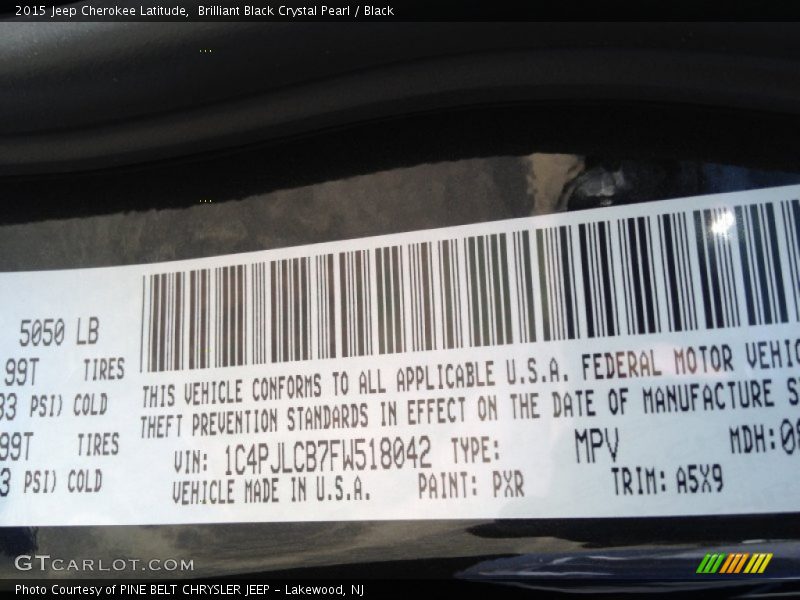 2015 Jeep Cherokee Latitude,  Brilliant Black Crystal Pearl / Black
5050 LB
99T TIRES
PSI) COLD
99T TIRES
PSI) COLD
THIS VEHICLE CONFORMS TO ALL APPLICABLE U.S.A. FEDERAL MOTOR
THEFT PREVENTION STANDARDS IN EFFECT ON THE DATE OF MANUFACTURE
VIN: 1C4PJLCB7FW518042 TYPE: MPV MDH:
VEHICLE MADE IN U.S.A. PAINT: PXR TRIM: A5X9
GTCARLOT.COM
Photo Courtesy of PINE BELT CHRYSLER JEEP - Lakewood, NJ